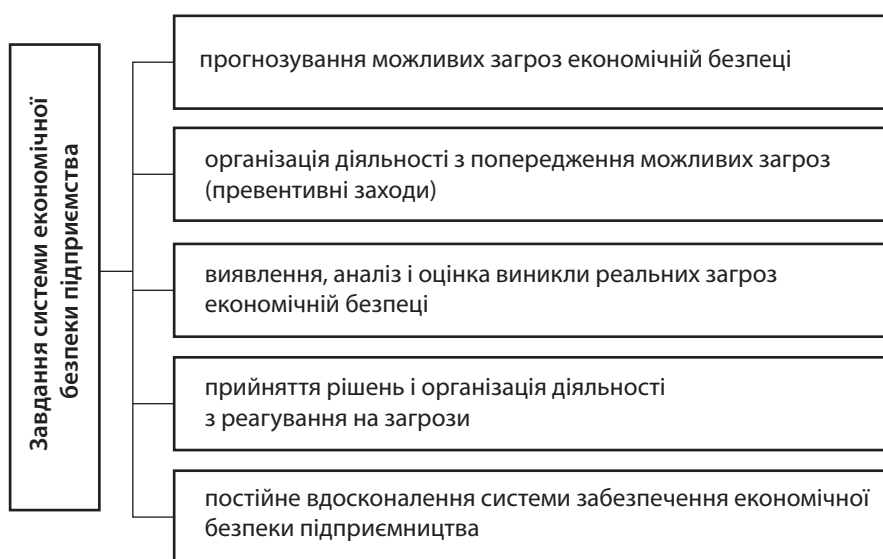 Завдання системи економічної
безпеки підприємства
прогнозування можливих загроз економічній безпеці
організація діяльності з попередження можливих загроз
(превентивні заходи)
виявлення, аналіз і оцінка виникли реальних загроз
економічній безпеці
прийняття рішень і організація діяльності
з реагування на загрози
постійне вдосконалення системи забезпечення економічної
безпеки підприємництва